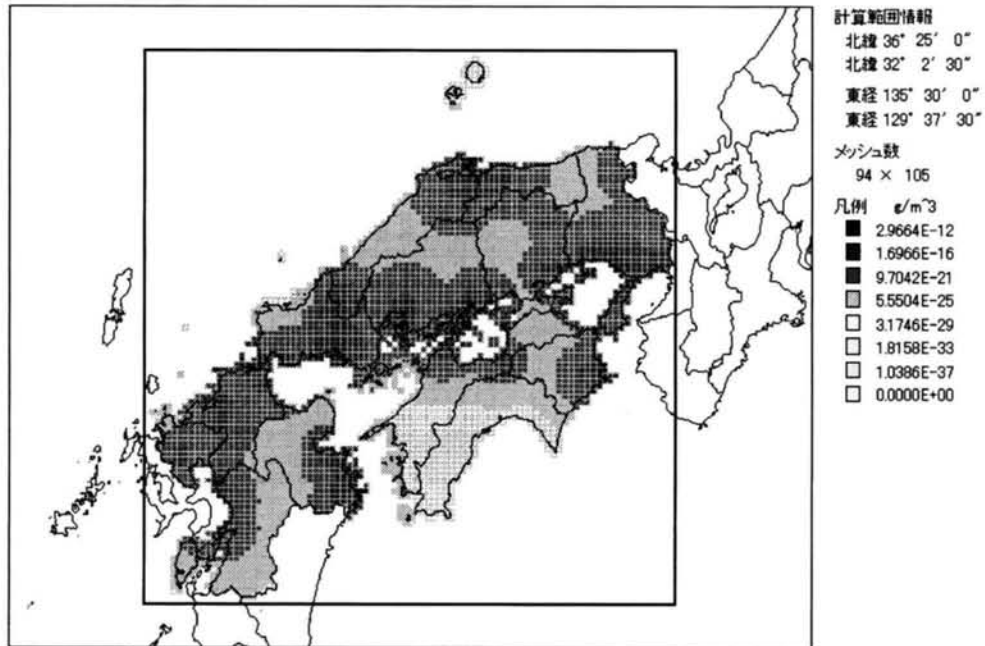 計算範囲情報
北緯 36° 25′ 0″
北緯 32° 2′ 30″
東経 135° 30′ 0″
東経 129° 37′ 30″
メッシュ数
94 × 105
凡例 g/m^3
2.9664E-12
1.6966E-16
9.7042E-21
5.5504E-25
3.1746E-29
1.8158E-33
1.0386E-37
0.0000E+00